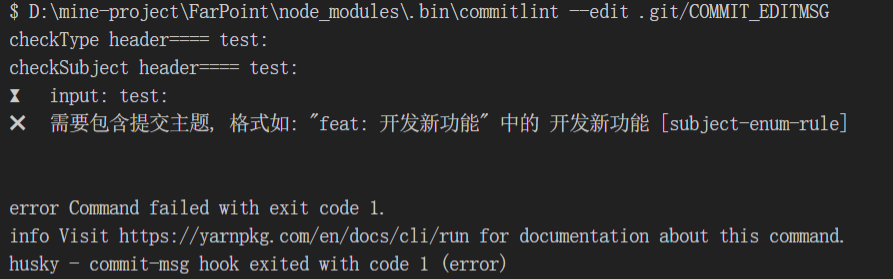 $ D:\mine-project\FarPoint\node_modules\.bin\commitlint --edit .git/COMMIT_EDITMSG
checkType header==== test:
checkSubject header==== test:
⧗   input: test:
✖   需要包含提交主题, 格式如: "feat: 开发新功能" 中的 开发新功能 [subject-enum-rule]
error Command failed with exit code 1.
info Visit https://yarnpkg.com/en/docs/cli/run for documentation about this command.
husky - commit-msg hook exited with code 1 (error)